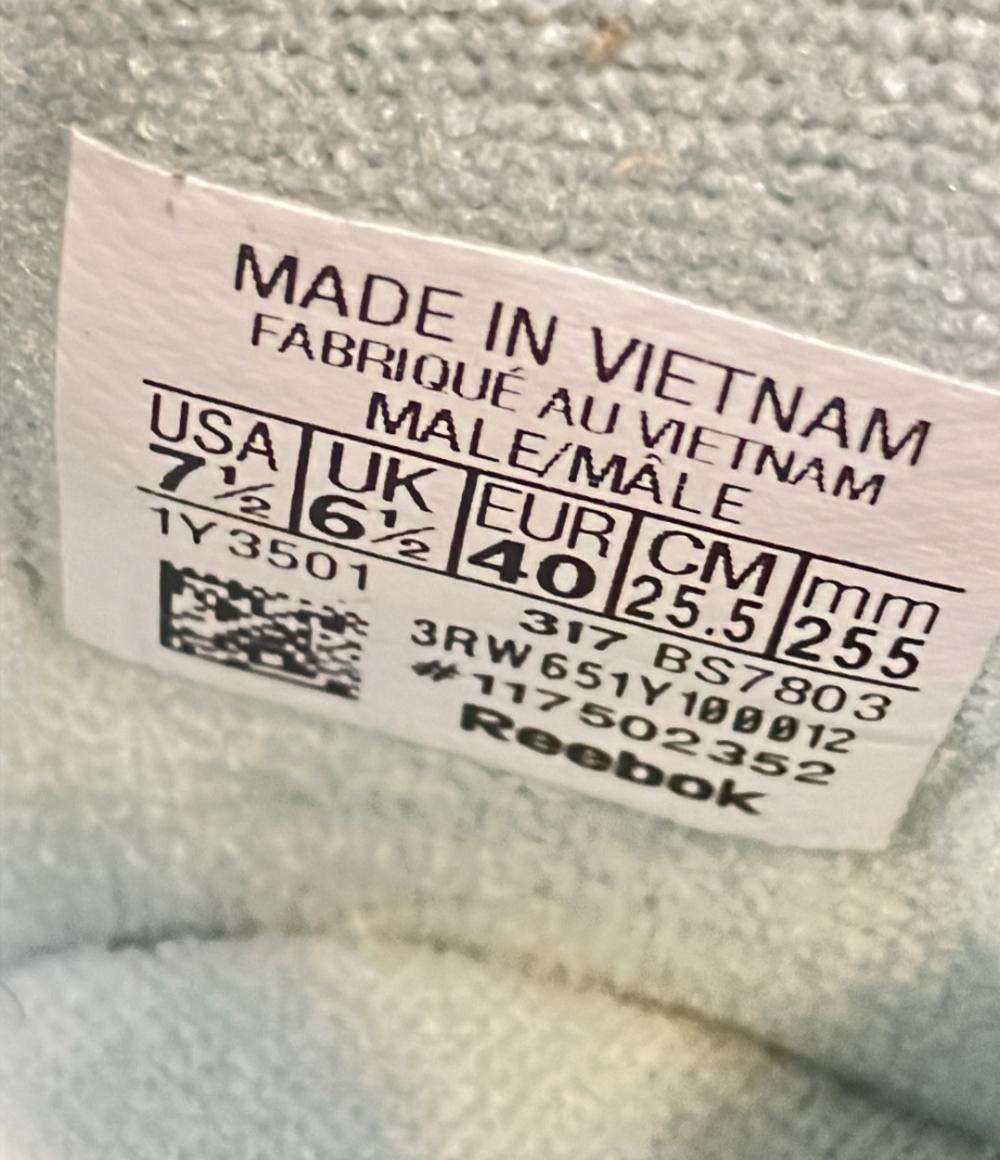 MADE IN VIETNAM
FABRIQUÉ AU VIETNAM
MALE/MÂLE
USA UK EUR CM mm
7½ 6½ 40 25.5 255
1Y3501 317 BS7803
3RW651Y100012
#117502352
Reebok